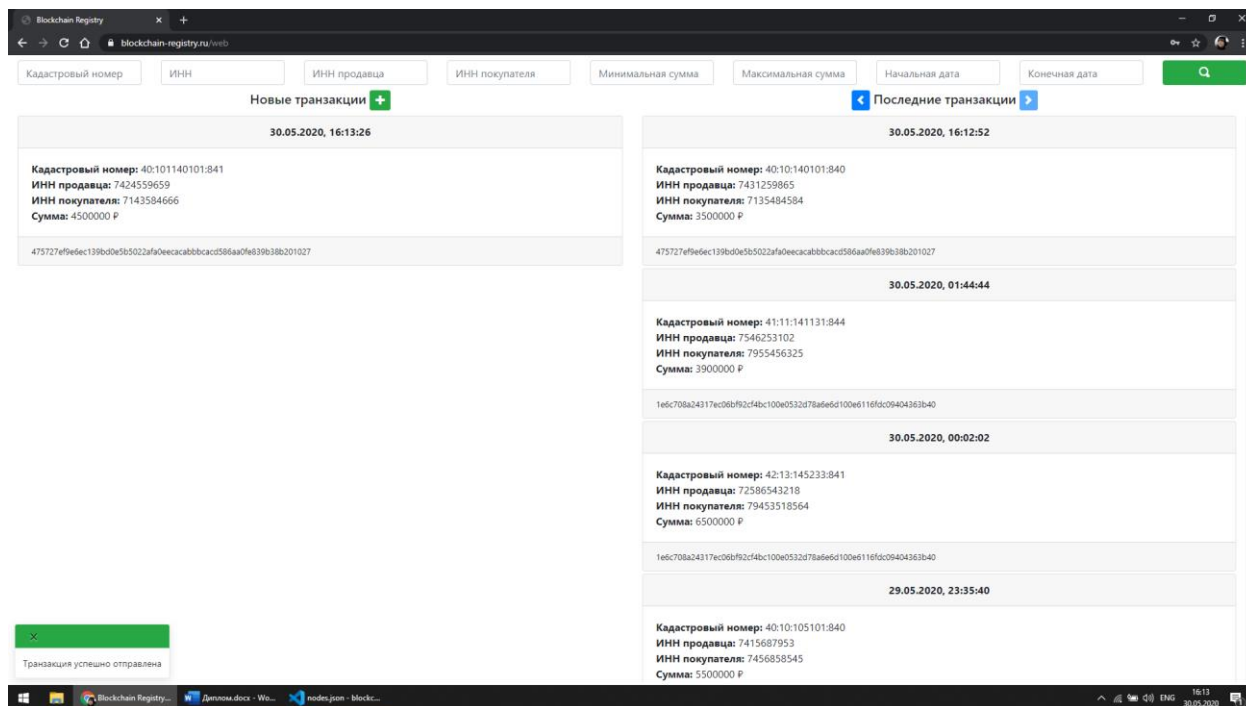 Blockchain Registry
blockchain-registry.ru/web
Кадастровый номер ИНН ИНН продавца ИНН покупателя Минимальная сумма Максимальная сумма Начальная дата Конечная дата
Новые транзакции
30.05.2020, 16:13:26
Кадастровый номер: 40:101140101:841
ИНН продавца: 7424559659
ИНН покупателя: 7143584666
Сумма: 4500000 ₽
475727ef9e6ec139bd0e5b5022afa0eecacabbbcacd586aa0fe839b38b201027
Последние транзакции
30.05.2020, 16:12:52
Кадастровый номер: 40:10:140101:840
ИНН продавца: 7431259865
ИНН покупателя: 7135484584
Сумма: 3500000 ₽
475727ef9e6ec139bd0e5b5022afa0eecacabbbcacd586aa0fe839b38b201027
30.05.2020, 01:44:44
Кадастровый номер: 41:11:141131:844
ИНН продавца: 7546253102
ИНН покупателя: 7955456325
Сумма: 3900000 ₽
1e6c708a24317ec06bf92cf4bc100e0532d78a6e6d100e6116fdc09404363b40
30.05.2020, 00:02:02
Кадастровый номер: 42:13:145233:841
ИНН продавца: 72586543218
ИНН покупателя: 79453518564
Сумма: 6500000 ₽
1e6c708a24317ec06bf92cf4bc100e0532d78a6e6d100e6116fdc09404363b40
29.05.2020, 23:35:40
Кадастровый номер: 40:10:105101:840
ИНН продавца: 7415687953
ИНН покупателя: 7456858545
Сумма: 5500000 ₽
Транзакция успешно отправлена
Blockchain Registry... Диплом.docx - Wo... nodes.json - blockc... ENG 16:13
30.05.2020